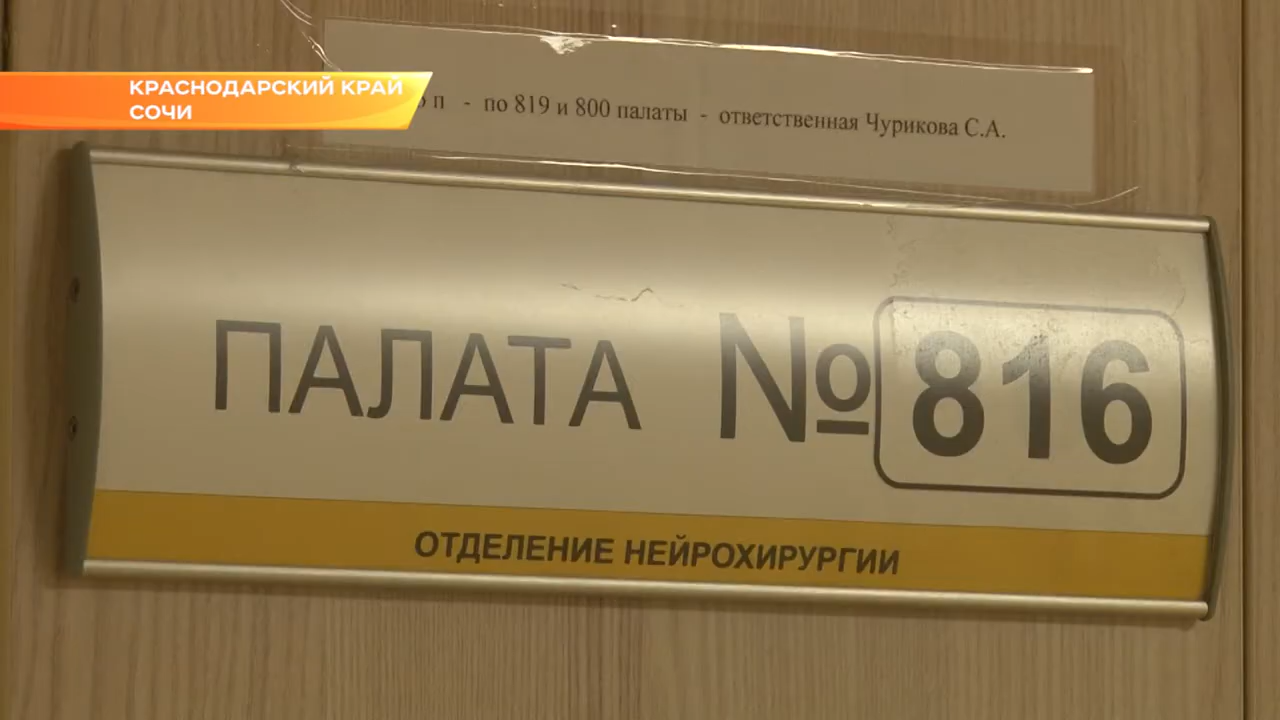 КРАСНОДАРСКИЙ КРАЙ
СОЧИ
п - по 819 и 800 палаты - ответственная Чурикова С.А.
ПАЛАТА №816
ОТДЕЛЕНИЕ НЕЙРОХИРУРГИИ